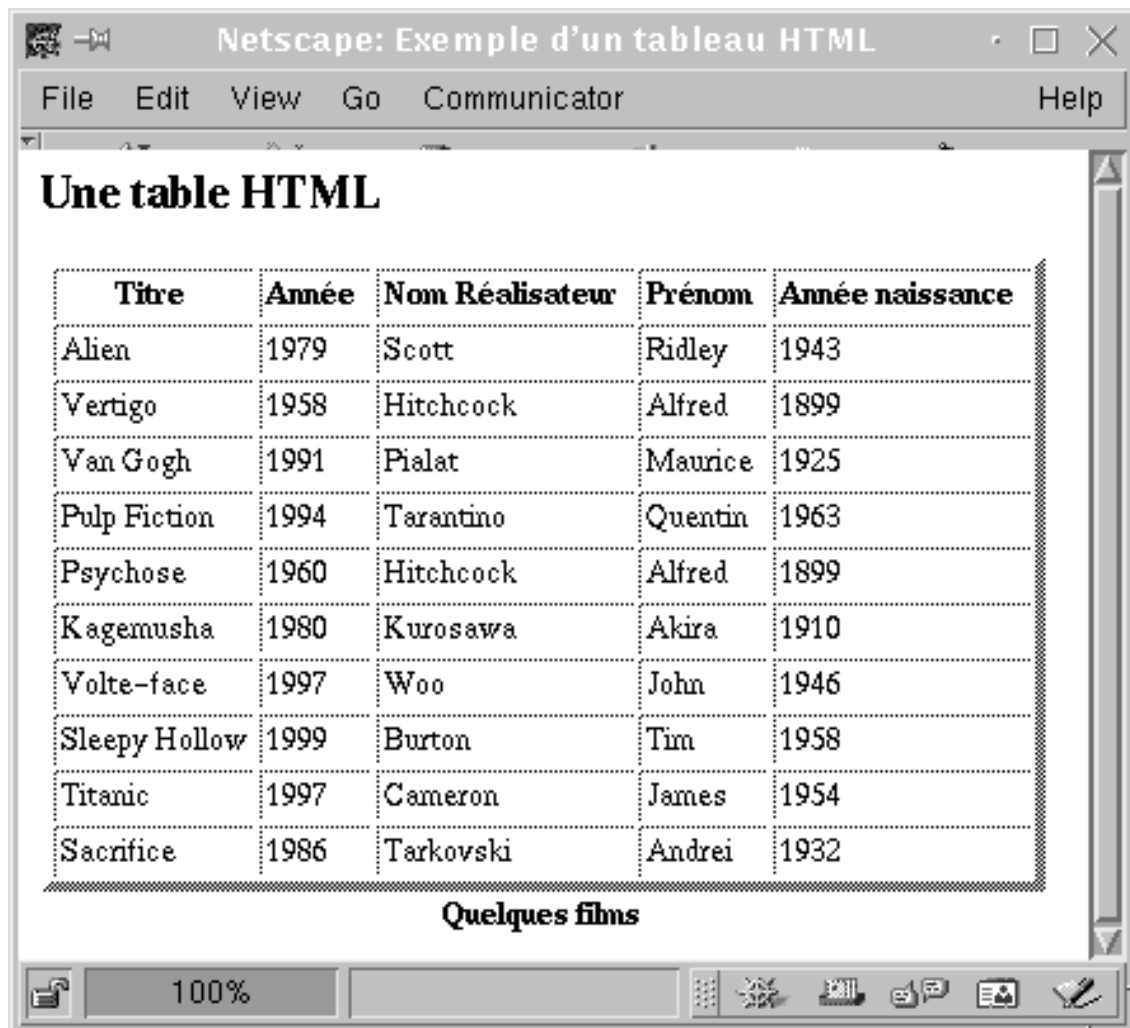 Netscape: Exemple d'un tableau HTML
File Edit View Go Communicator Help
Une table HTML
Titre Année Nom Réalisateur Prénom Année naissance
Alien 1979 Scott Ridley 1943
Vertigo 1958 Hitchcock Alfred 1899
Van Gogh 1991 Pialat Maurice 1925
Pulp Fiction 1994 Tarantino Quentin 1963
Psychose 1960 Hitchcock Alfred 1899
Kagemusha 1980 Kurosawa Akira 1910
Volte-face 1997 Woo John 1946
Sleepy Hollow 1999 Burton Tim 1958
Titanic 1997 Cameron James 1954
Sacrifice 1986 Tarkovski Andrei 1932
Quelques films
100%